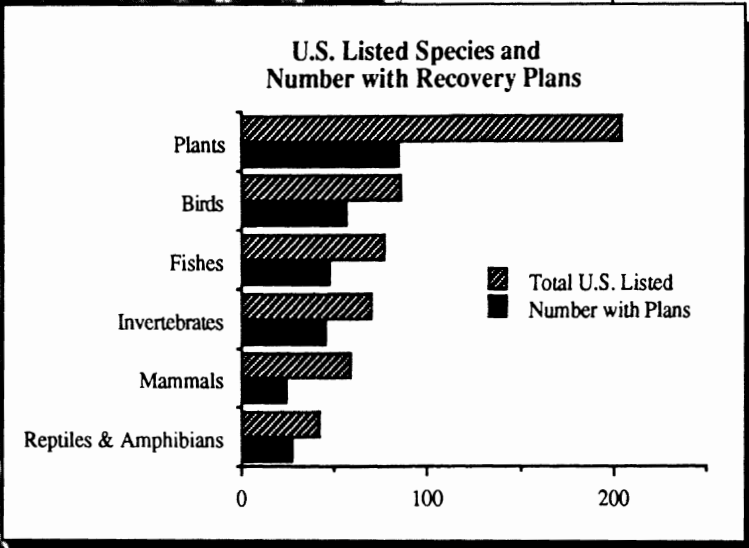 U.S. Listed Species and
Number with Recovery Plans
Plants
Birds
Fishes
Invertebrates
Mammals
Reptiles & Amphibians
Total U.S. Listed
Number with Plans
0 100 200